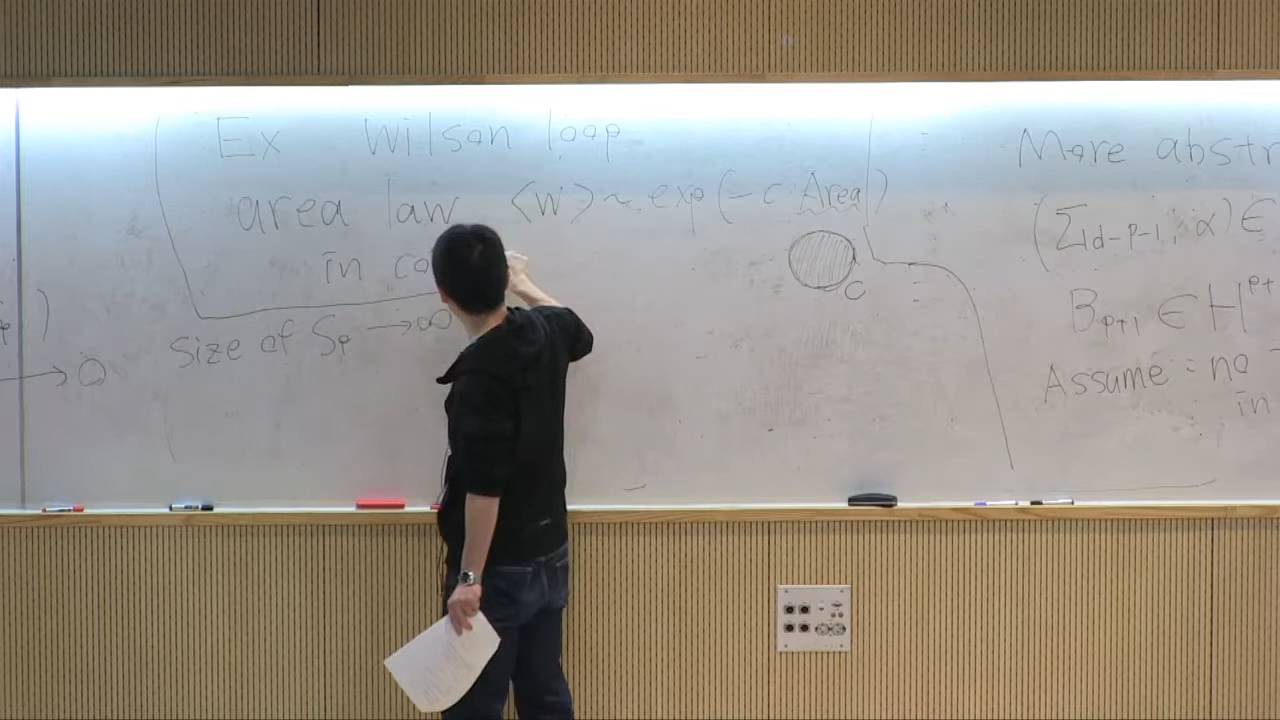 Ex Wilson loop
area law <W> ~ exp(-c Area)
in co
C
size of Sp → ∞
→ 0
More abstr
(Σd-p-1, α) ∈
Bp+1 ∈ H^p+
Assume : no
in